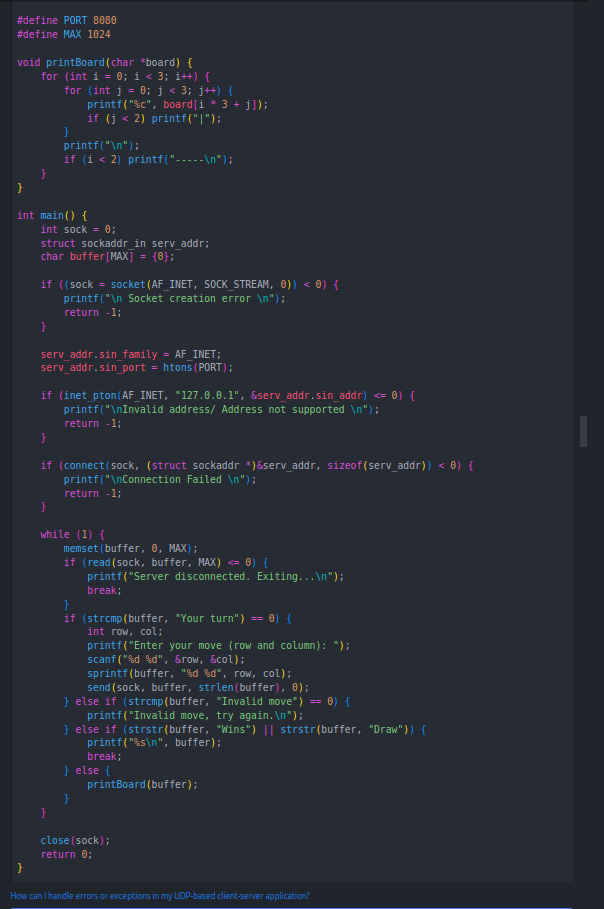 #define PORT 8080
#define MAX 1024
void printBoard(char *board) {
    for (int i = 0; i < 3; i++) {
        for (int j = 0; j < 3; j++) {
            printf("%c", board[i * 3 + j]);
            if (j < 2) printf("|");
        }
        printf("\n");
        if (i < 2) printf("-----\n");
    }
}
int main() {
    int sock = 0;
    struct sockaddr_in serv_addr;
    char buffer[MAX] = {0};
    if ((sock = socket(AF_INET, SOCK_STREAM, 0)) < 0) {
        printf("\n Socket creation error \n");
        return -1;
    }
    serv_addr.sin_family = AF_INET;
    serv_addr.sin_port = htons(PORT);
    if (inet_pton(AF_INET, "127.0.0.1", &serv_addr.sin_addr) <= 0) {
        printf("\nInvalid address/ Address not supported \n");
        return -1;
    }
    if (connect(sock, (struct sockaddr *)&serv_addr, sizeof(serv_addr)) < 0) {
        printf("\nConnection Failed \n");
        return -1;
    }
    while (1) {
        memset(buffer, 0, MAX);
        if (read(sock, buffer, MAX) <= 0) {
            printf("Server disconnected. Exiting...\n");
            break;
        }
        if (strcmp(buffer, "Your turn") == 0) {
            int row, col;
            printf("Enter your move (row and column): ");
            scanf("%d %d", &row, &col);
            sprintf(buffer, "%d %d", row, col);
            send(sock, buffer, strlen(buffer), 0);
        } else if (strcmp(buffer, "Invalid move") == 0) {
            printf("Invalid move, try again.\n");
        } else if (strstr(buffer, "Wins") || strstr(buffer, "Draw")) {
            printf("%s\n", buffer);
            break;
        } else {
            printBoard(buffer);
        }
    }
    close(sock);
    return 0;
}
How can I handle errors or exceptions in my UDP-based client-server application?